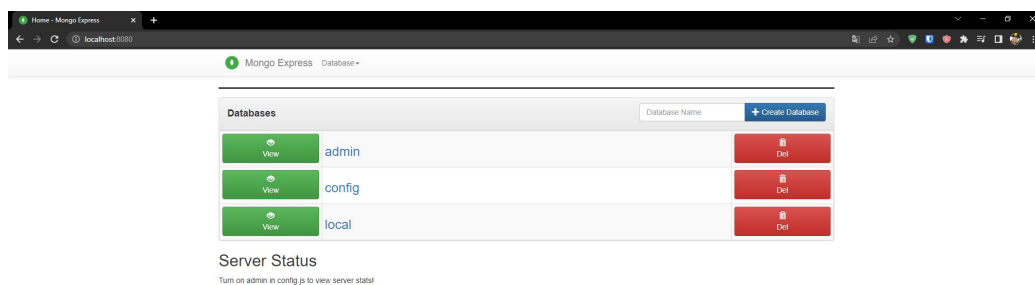 Home - Mongo Express
localhost:8080
Mongo Express Database
Databases
Database Name
Create Database
View
admin
Del
View
config
Del
View
local
Del
Server Status
Turn on admin in config.js to view server stats!